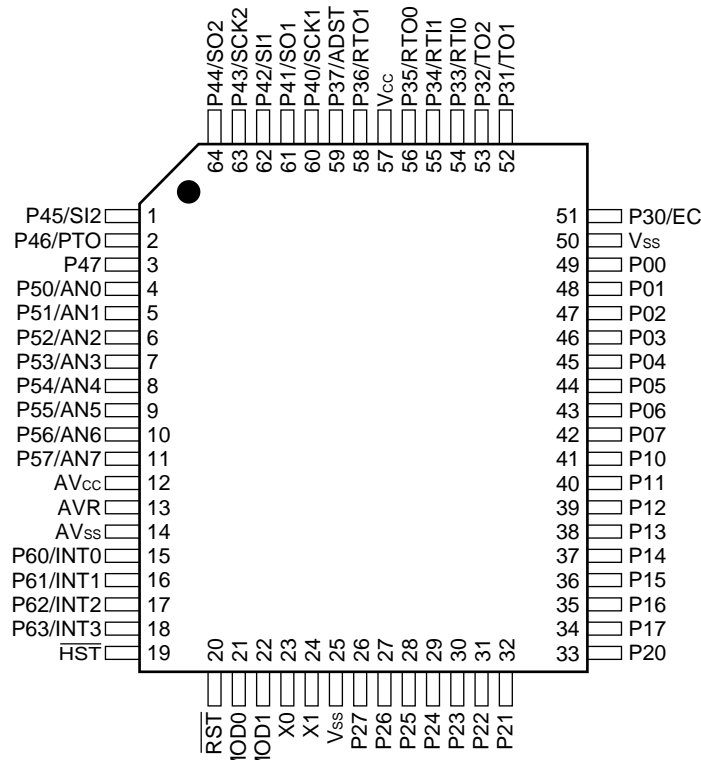 P44/SO2
P43/SCK2
P42/SI1
P41/SO1
P40/SCK1
P37/ADST
P36/RTO1
Vcc
P35/RTO0
P34/RTI1
P33/RTI0
P32/TO2
P31/TO1
64
63
62
61
60
59
58
57
56
55
54
53
52
P45/SI2 1
P46/PTO 2
P47 3
P50/AN0 4
P51/AN1 5
P52/AN2 6
P53/AN3 7
P54/AN4 8
P55/AN5 9
P56/AN6 10
P57/AN7 11
AVcc 12
AVR 13
AVss 14
P60/INT0 15
P61/INT1 16
P62/INT2 17
P63/INT3 18
HST 19
51 P30/EC
50 Vss
49 P00
48 P01
47 P02
46 P03
45 P04
44 P05
43 P06
42 P07
41 P10
40 P11
39 P12
38 P13
37 P14
36 P15
35 P16
34 P17
33 P20
20
21
22
23
24
25
26
27
28
29
30
31
32
RST
MOD0
MOD1
X0
X1
Vss
P27
P26
P25
P24
P23
P22
P21